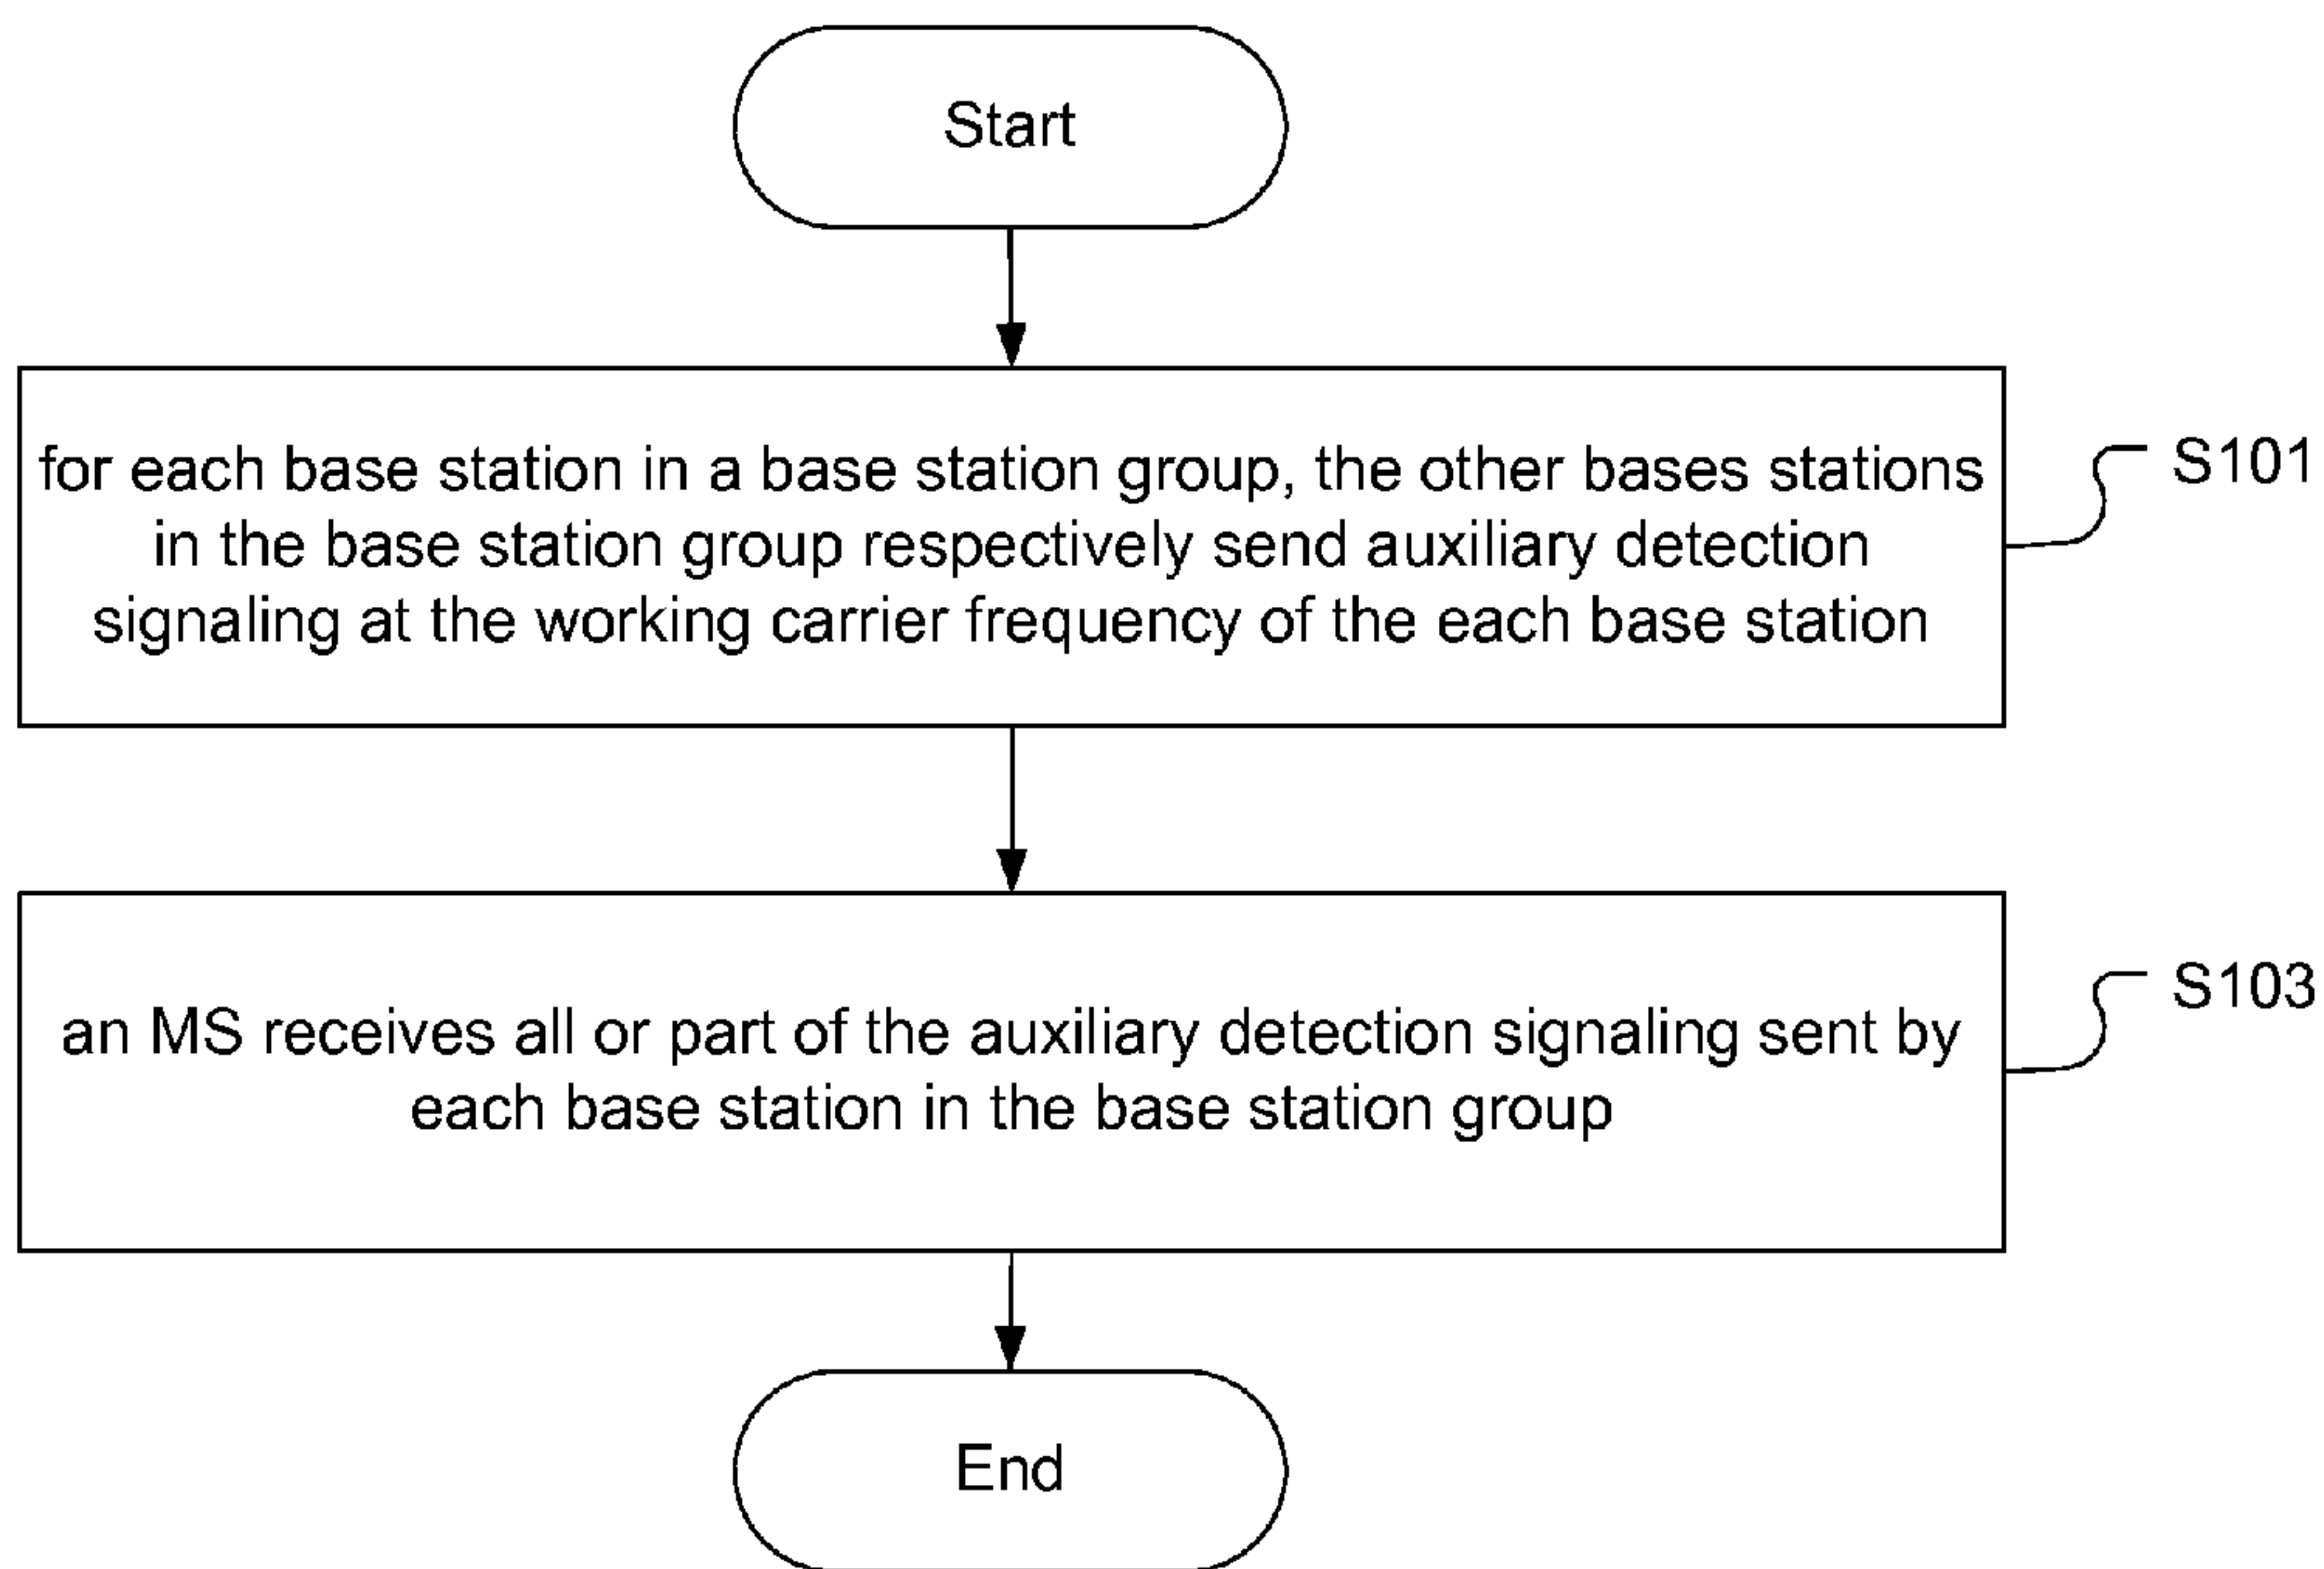 Start
for each base station in a base station group, the other bases stations
in the base station group respectively send auxiliary detection
signaling at the working carrier frequency of the each base station
S101
an MS receives all or part of the auxiliary detection signaling sent by
each base station in the base station group
S103
End